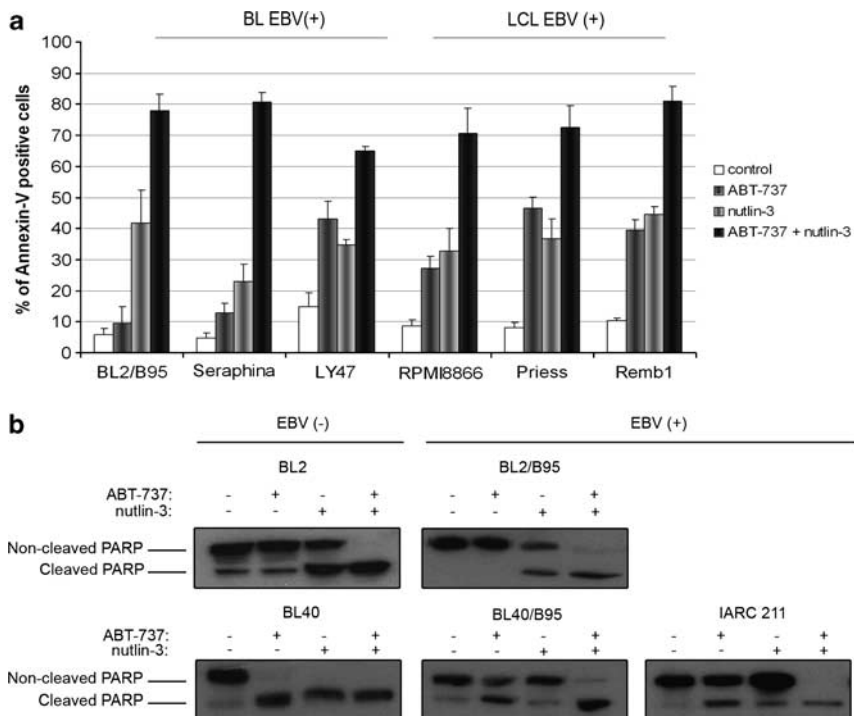 a
BL EBV(+) LCL EBV (+)
% of Annexin-V positive cells
100
90
80
70
60
50
40
30
20
10
0
BL2/B95 Seraphina LY47 RPMI8866 Priess Remb1
control
ABT-737
nutlin-3
ABT-737 + nutlin-3
b
EBV (-) EBV (+)
BL2 BL2/B95
ABT-737: - + - + - + - +
nutlin-3: - - + + - - + +
Non-cleaved PARP
Cleaved PARP
BL40 BL40/B95 IARC 211
ABT-737: - + - + - + - + - + - +
nutlin-3: - - + + - - + + - - + +
Non-cleaved PARP
Cleaved PARP